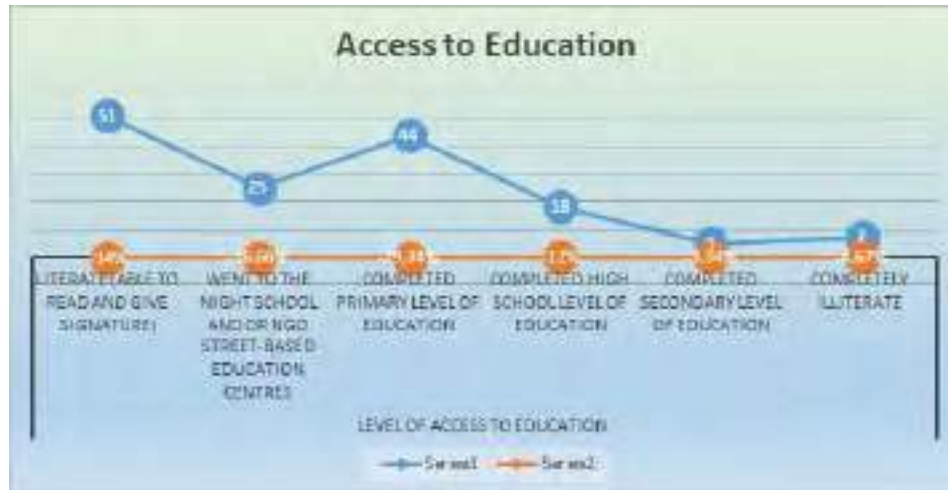 Access to Education
51
25
44
18
LITERATE (ABLE TO
READ AND GIVE
SIGNATURE)
WENT TO THE
NIGHT SCHOOL
AND OR NGO
STREET-BASED
EDUCATION
CENTRES
COMPLETED
PRIMARY LEVEL OF
EDUCATION
COMPLETED HIGH
SCHOOL LEVEL OF
EDUCATION
COMPLETED
SECONDARY LEVEL
OF EDUCATION
COMPLETELY
ILLITERATE
LEVEL OF ACCESS TO EDUCATION
Series1
Series2